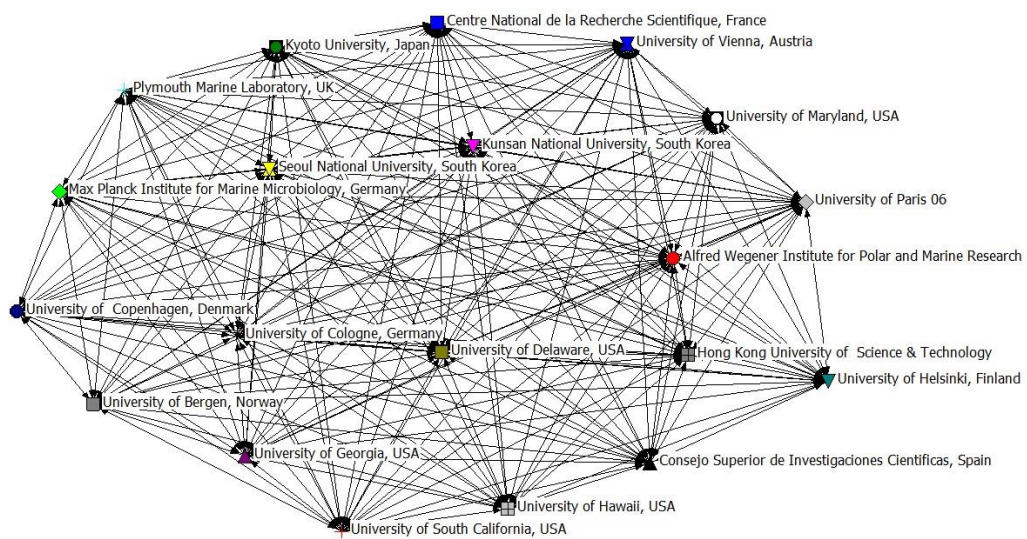 Centre National de la Recherche Scientifique, France
Kyoto University, Japan
University of Vienna, Austria
Plymouth Marine Laboratory, UK
University of Maryland, USA
Kunsan National University, South Korea
Seoul National University, South Korea
Max Planck Institute for Marine Microbiology, Germany
University of Paris 06
Alfred Wegener Institute for Polar and Marine Research
University of  Copenhagen, Denmark
University of Cologne, Germany
University of Delaware, USA
Hong Kong University of  Science & Technology
University of Helsinki, Finland
University of Bergen, Norway
University of Georgia, USA
Consejo Superior de Investigaciones Cientificas, Spain
University of Hawaii, USA
University of South California, USA